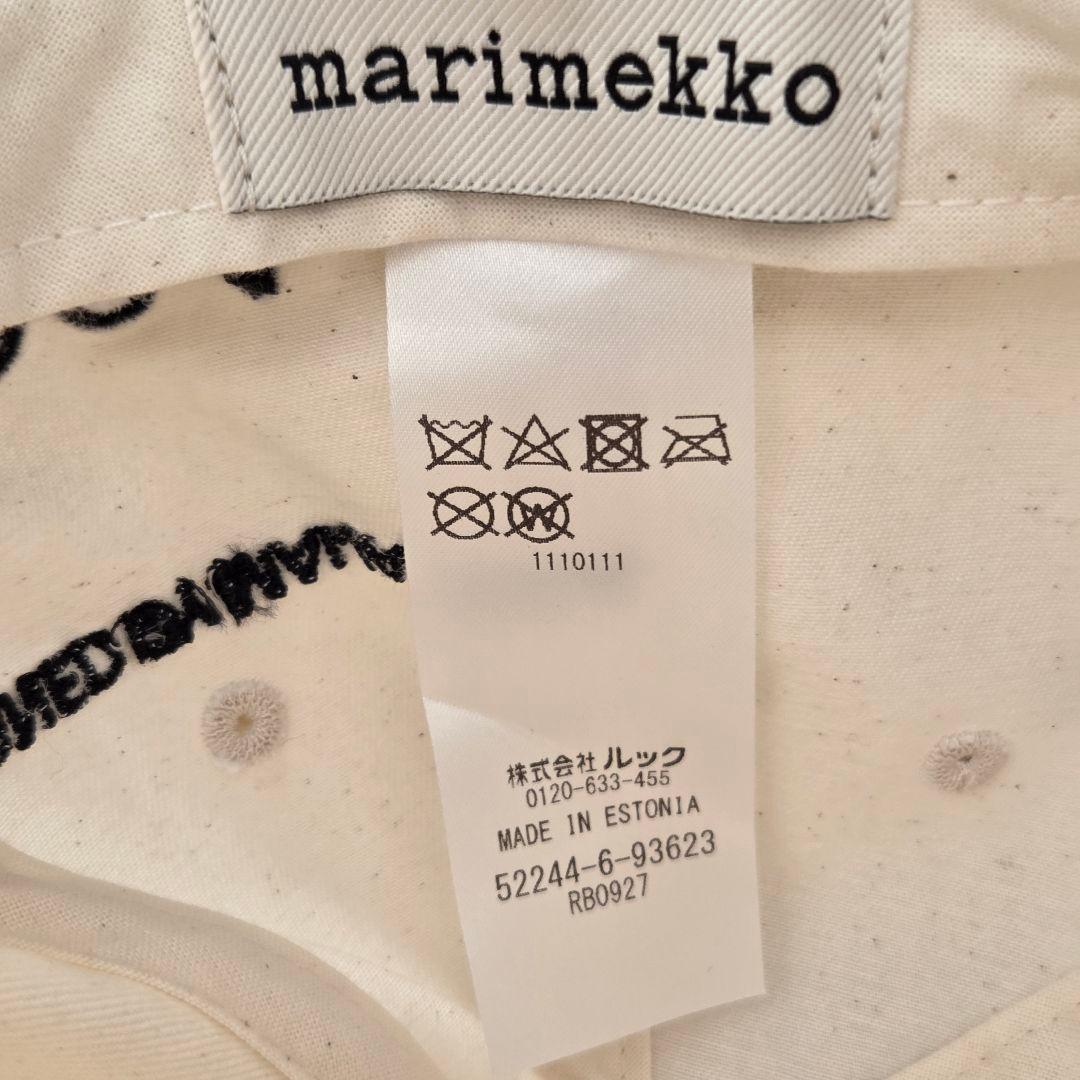 marimekko
W
1110111
株式会社 ルック
0120-633-455
MADE IN ESTONIA
52244-6-93623
RB0927